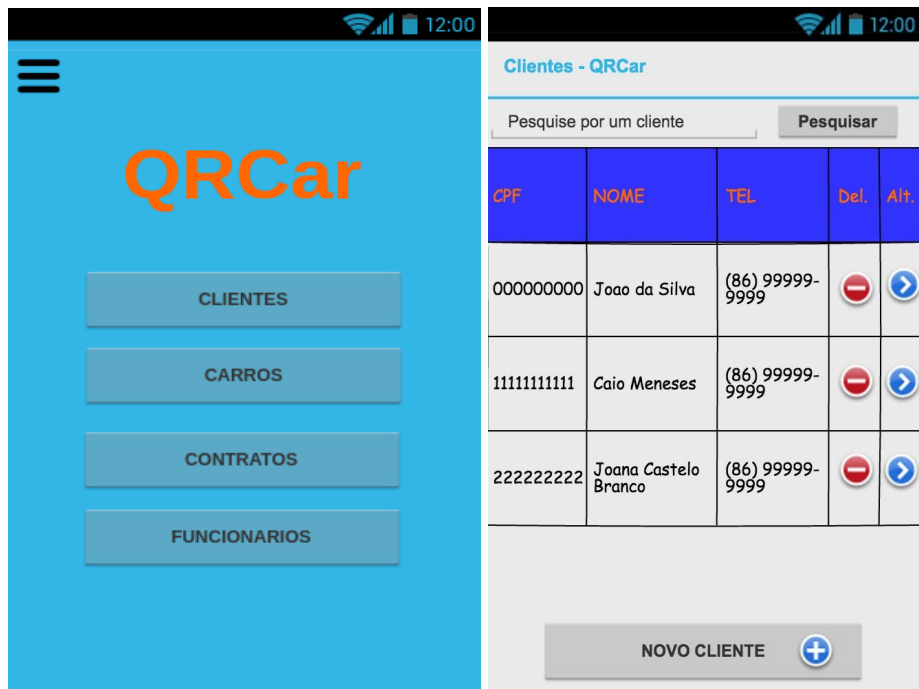 12:00
QRCar
CLIENTES
CARROS
CONTRATOS
FUNCIONARIOS
12:00
Clientes - QRCar
Pesquise por um cliente Pesquisar
CPF NOME TEL Del. Alt.
000000000 Joao da Silva (86) 99999-
9999
11111111111 Caio Meneses (86) 99999-
9999
222222222 Joana Castelo (86) 99999-
Branco 9999
NOVO CLIENTE